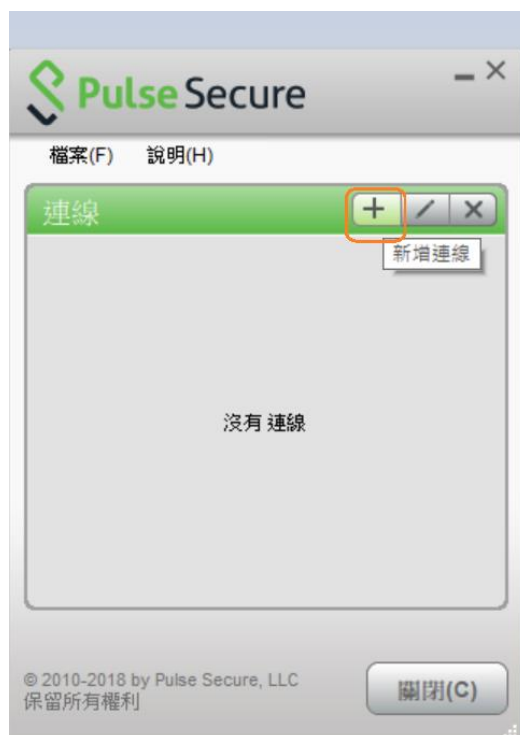 Pulse Secure
檔案(F) 說明(H)
連線
新增連線
沒有 連線
© 2010-2018 by Pulse Secure, LLC
保留所有權利
關閉(C)